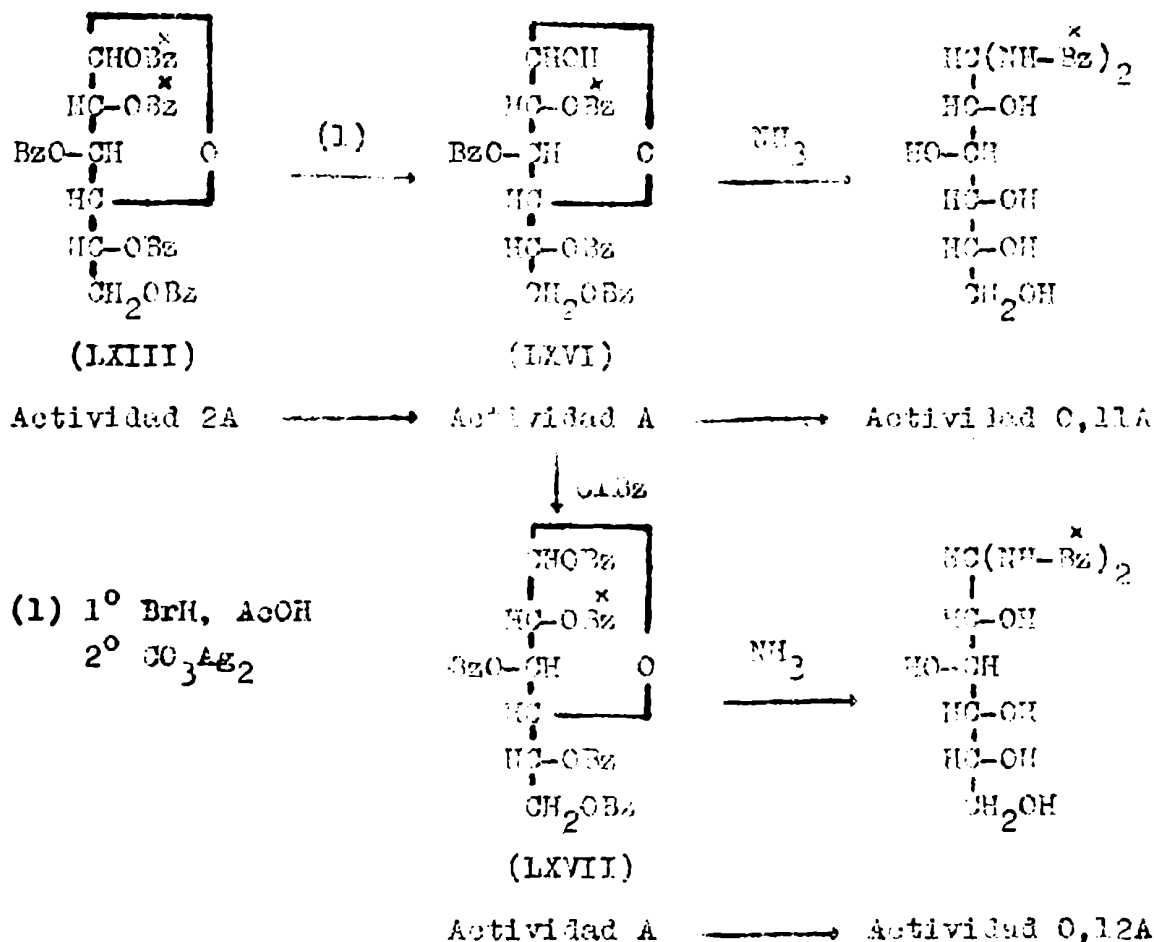 CHOBz CHOH HC(NH-Bz)2
x x x
HC-OBz HC-OBz HC-OH
BzO-CH O (1) BzO-CH O NH3 HO-CH
HC HC HC-OH
HC-OBz HC-OBz HC-OH
CH2OBz CH2OBz CH2OH
(LXIII) (LXVI)
Actividad 2A Actividad A Actividad 0,11A
ClBz
CHOBz HC(NH-Bz)2
x x
(1) 1º BrH, AcOH HC-OBz HC-OH
2º CO3Ag2 BzO-CH O NH3 HO-CH
HC HC-OH
HC-OBz HC-OH
CH2OBz CH2OH
(LXVII)
Actividad A Actividad 0,12A